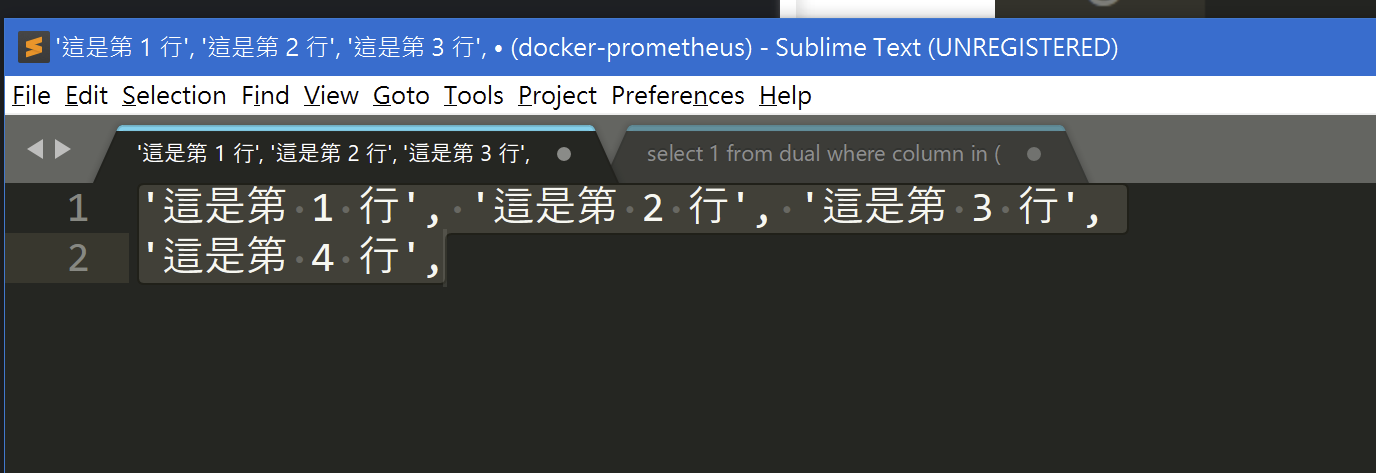 '這是第 1 行', '這是第 2 行', '這是第 3 行', • (docker-prometheus) - Sublime Text (UNREGISTERED)
File Edit Selection Find View Goto Tools Project Preferences Help
'這是第 1 行', '這是第 2 行', '這是第 3 行', select 1 from dual where column in (
1 '這是第 1 行', '這是第 2 行', '這是第 3 行',
2 '這是第 4 行',